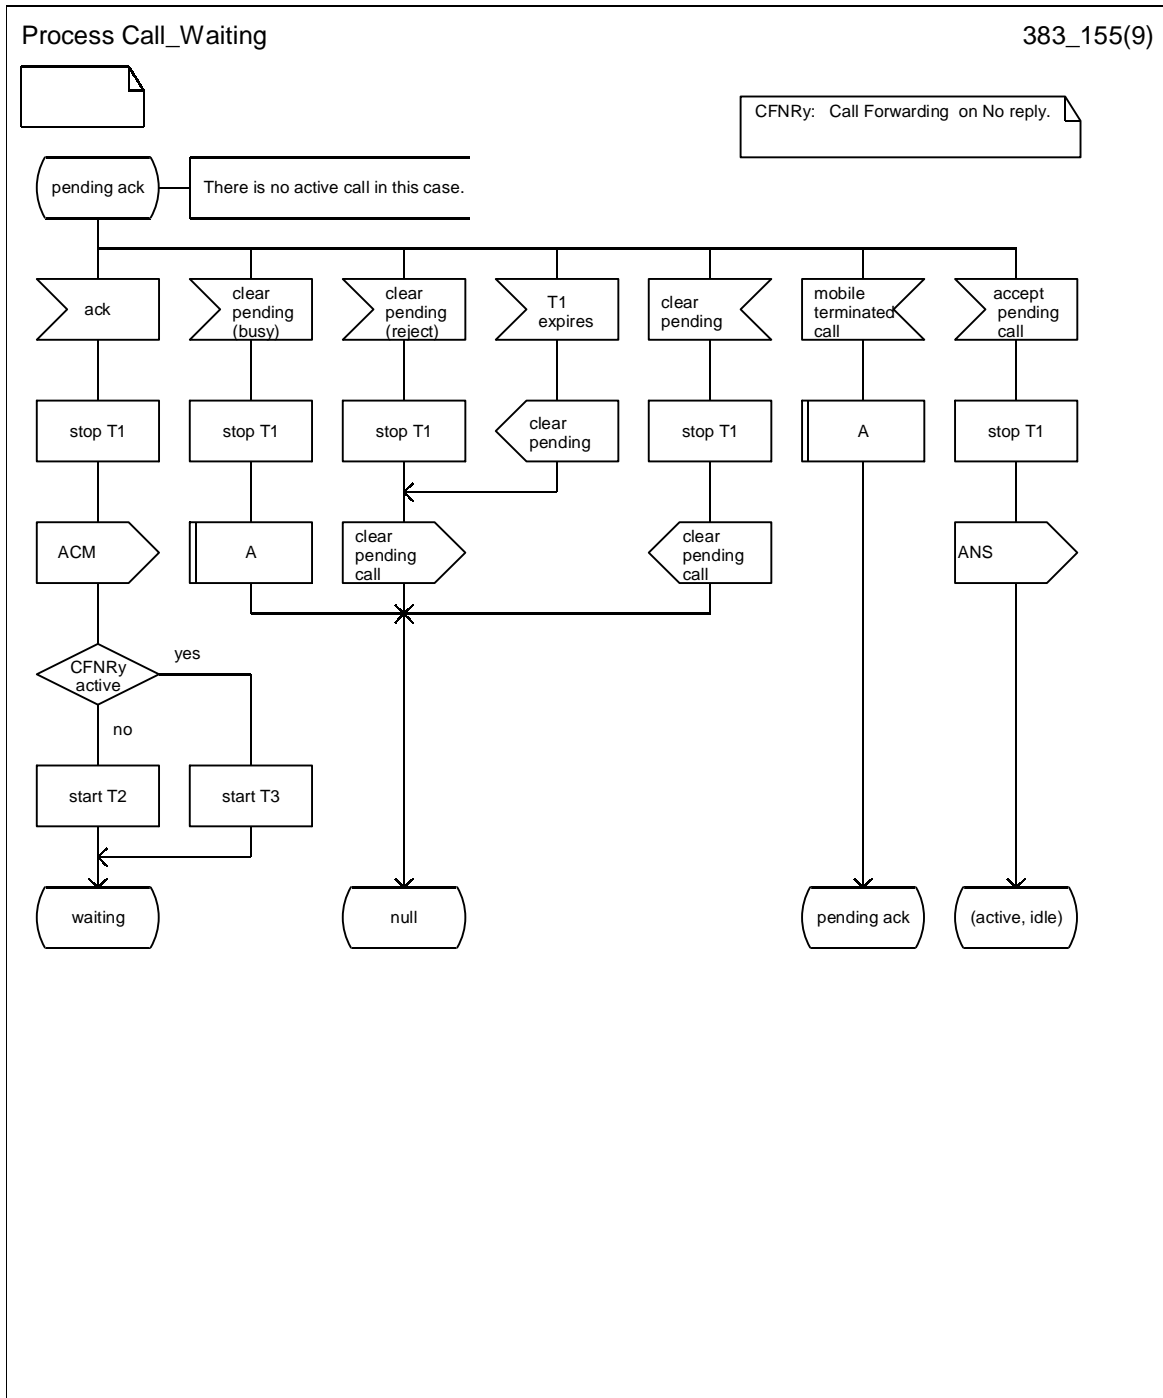 Process Call_Waiting
383_155(9)
CFNRy: Call Forwarding on No reply.
pending ack
There is no active call in this case.
ack
clear
pending
(busy)
clear
pending
(reject)
T1
expires
clear
pending
mobile
terminated
call
accept
pending
call
stop T1
stop T1
stop T1
clear
pending
stop T1
A
stop T1
ACM
A
clear
pending
call
clear
pending
call
ANS
CFNRy
active
yes
no
start T2
start T3
waiting
null
pending ack
(active, idle)